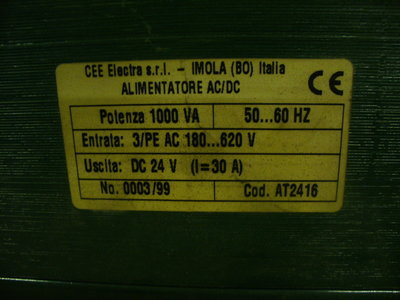 CEE Electra s.r.l. - IMOLA (BO) Italia
ALIMENTATORE AC/DC
CE
Potenza 1000 VA 50...60 HZ
Entrata: 3/PE AC 180...620 V
Uscita: DC 24 V (I=30 A)
No. 0003/99 Cod. AT2416